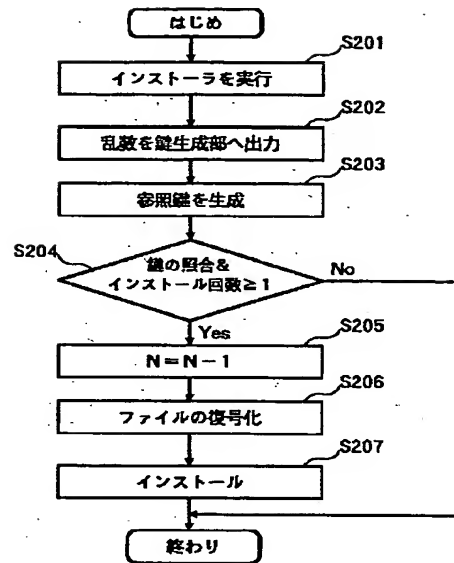 はじめ
S201
インストーラを実行
S202
乱数を鍵生成部へ出力
S203
参照鍵を生成
S204
鍵の照合&
インストール回数≧1
No
Yes
S205
N=N-1
S206
ファイルの復号化
S207
インストール
終わり